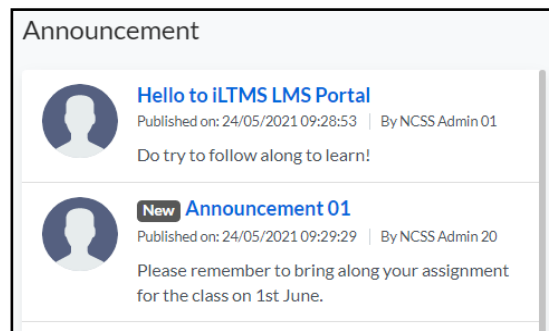 Announcement
Hello to iLTMS LMS Portal
Published on: 24/05/2021 09:28:53 | By NCSS Admin 01
Do try to follow along to learn!
New Announcement 01
Published on: 24/05/2021 09:29:29 | By NCSS Admin 20
Please remember to bring along your assignment
for the class on 1st June.